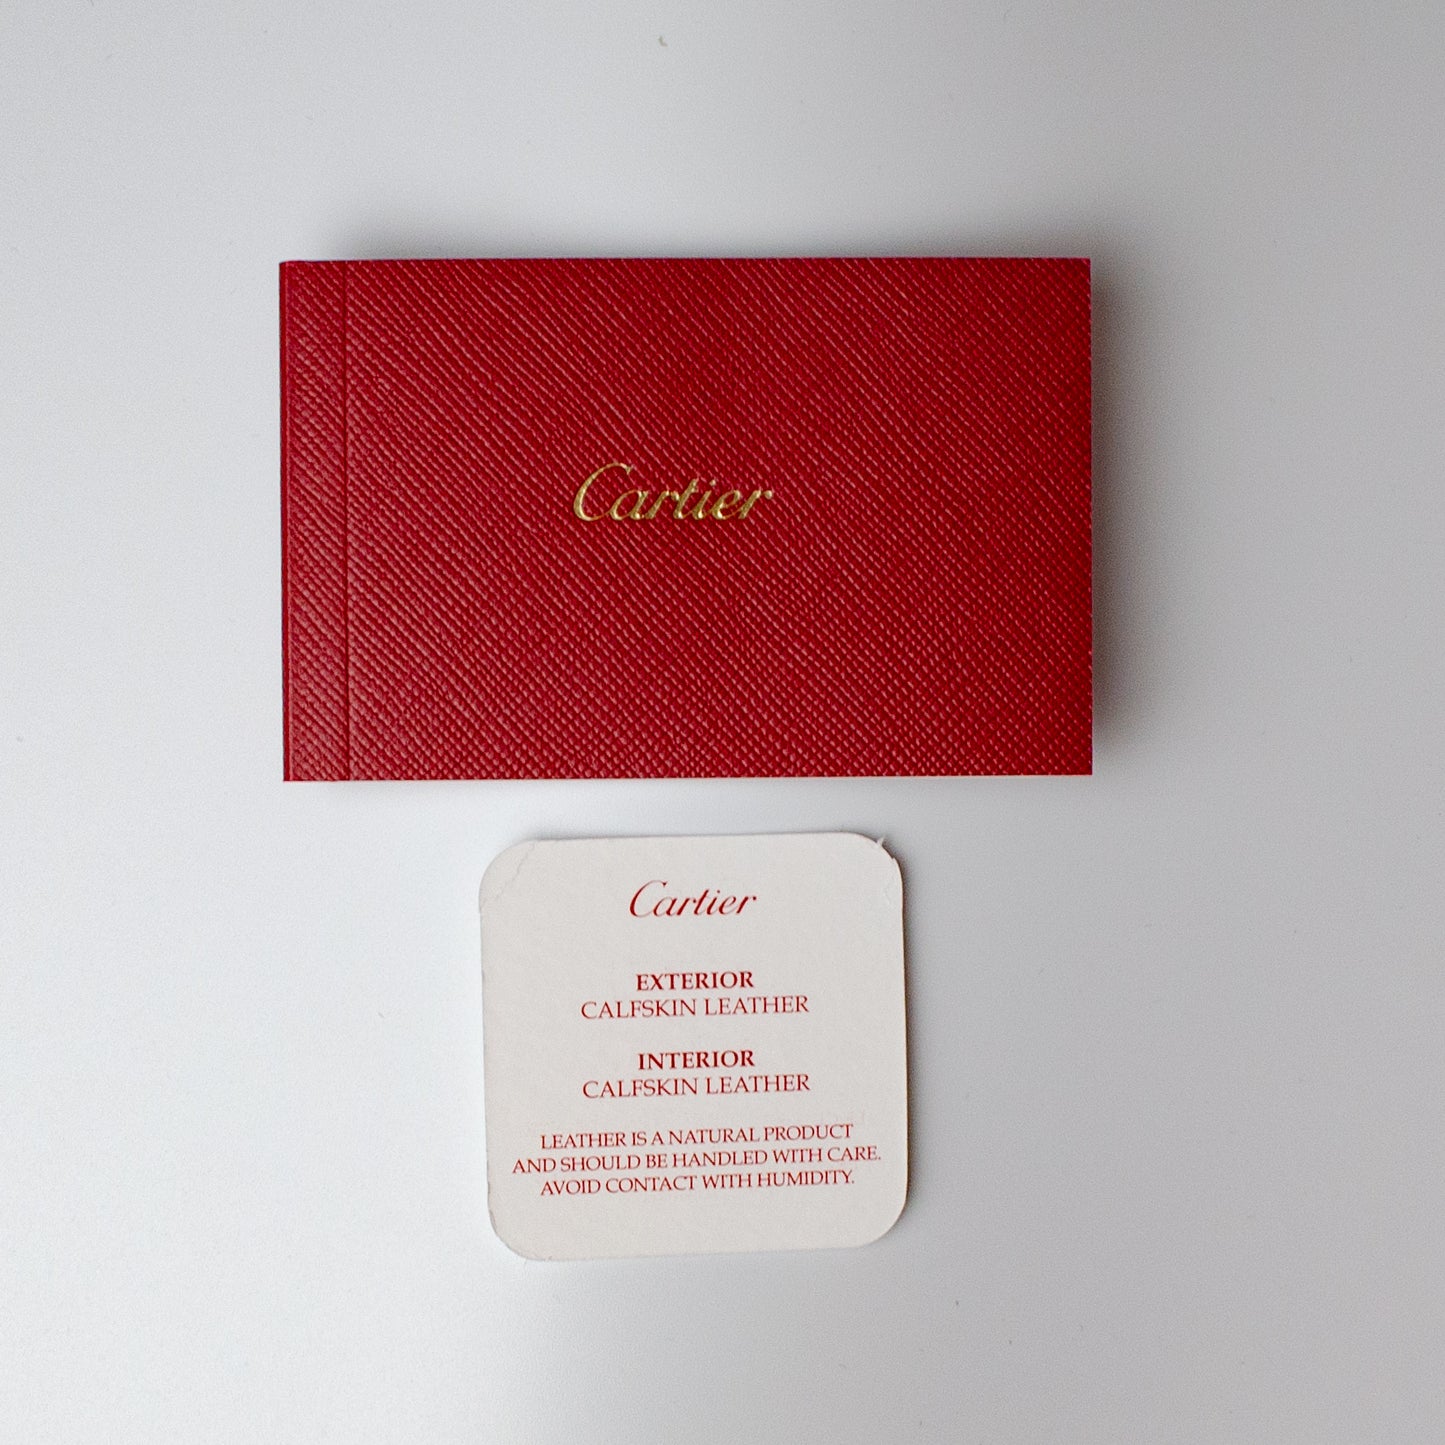 Cartier
Cartier
EXTERIOR
CALFSKIN LEATHER
INTERIOR
CALFSKIN LEATHER
LEATHER IS A NATURAL PRODUCT
AND SHOULD BE HANDLED WITH CARE.
AVOID CONTACT WITH HUMIDITY.